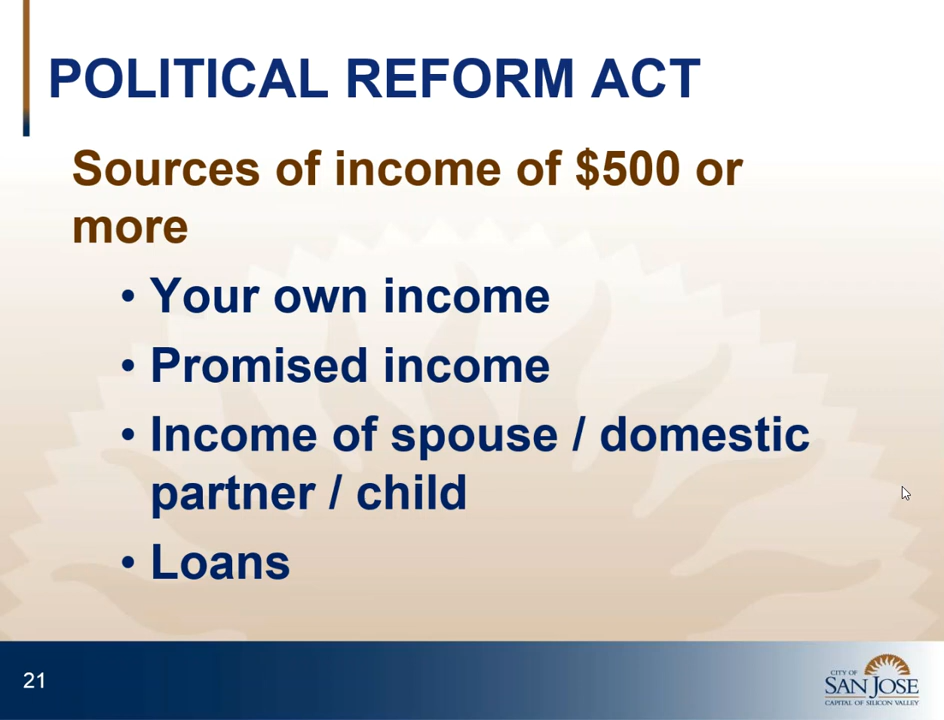 POLITICAL REFORM ACT
Sources of income of $500 or
more
• Your own income
• Promised income
• Income of spouse / domestic
partner / child
• Loans
21
CITY OF
SAN JOSE
CAPITAL OF SILICON VALLEY